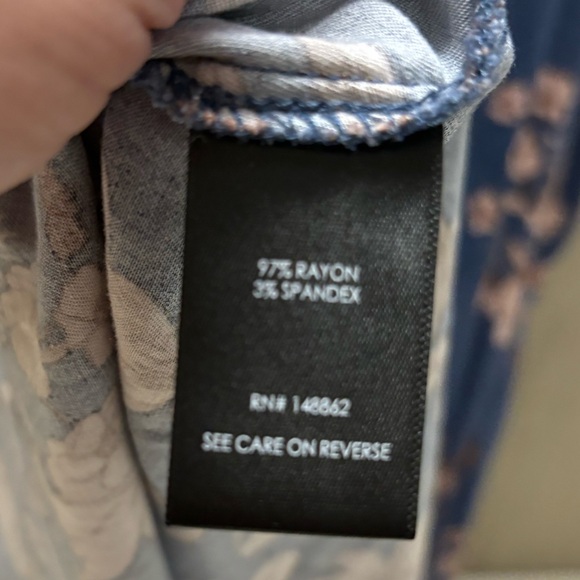 97% RAYON
3% SPANDEX
RN# 148862
SEE CARE ON REVERSE